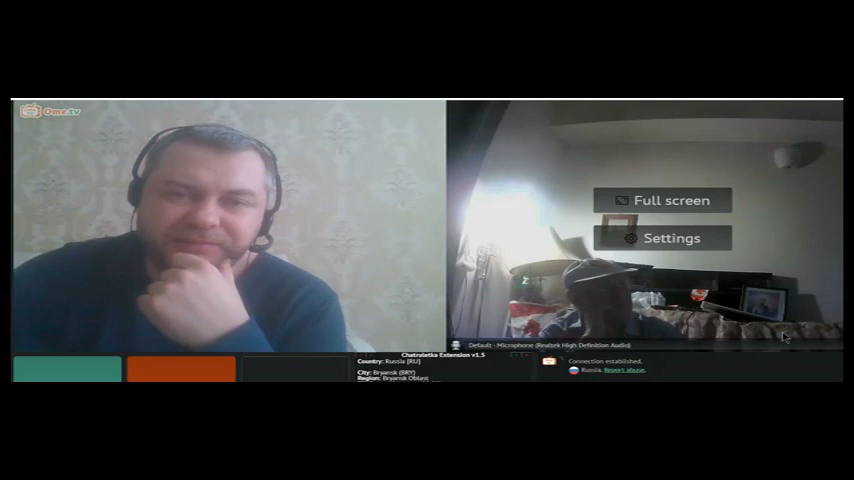 Ome.tv
Full screen
Settings
Default - Microphone (Realtek High Definition Audio)
Chatruletka Extension v1.5
Country: Russia [RU]
City: Bryansk (BRY)
Region: Bryansk Oblast
Connection established.
Russia. Report abuse.